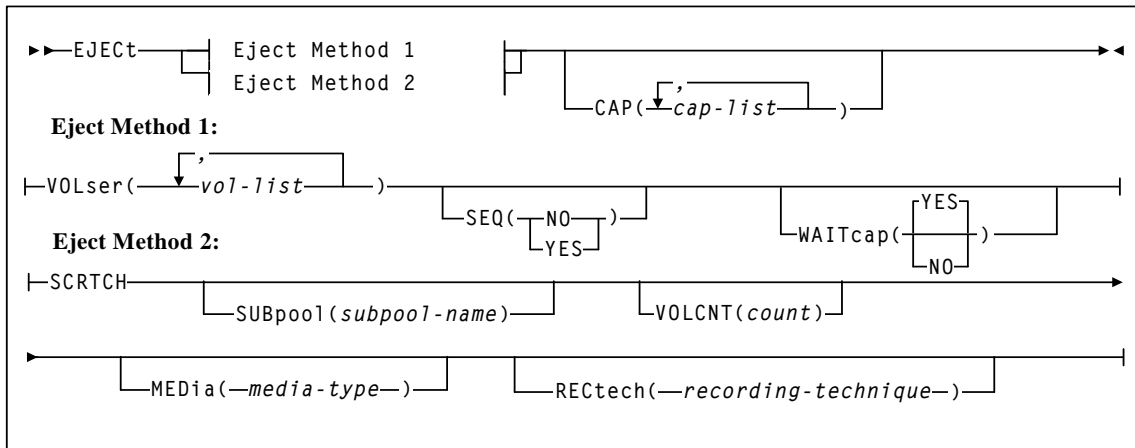 EJECt Eject Method 1
Eject Method 2
,
CAP( cap-list )
Eject Method 1:
,
VOLser( vol-list )
SEQ( NO )
YES
YES
WAITcap( )
NO
Eject Method 2:
SCRTCH
SUBpool(subpool-name)
VOLCNT(count)
MEDia( media-type )
RECtech( recording-technique )